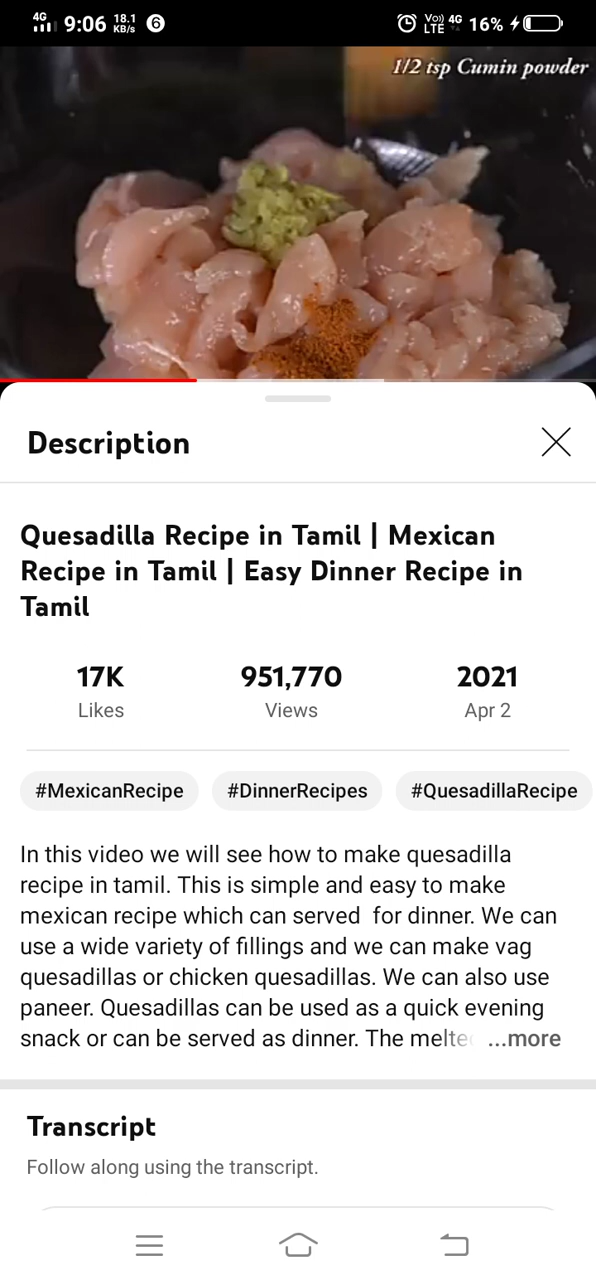 4G 9:06 18.1 KB/s 6 Vo)) LTE 4G 16%
1/2 tsp Cumin powder
Description
Quesadilla Recipe in Tamil | Mexican
Recipe in Tamil | Easy Dinner Recipe in
Tamil
17K 951,770 2021
Likes Views Apr 2
#MexicanRecipe #DinnerRecipes #QuesadillaRecipe
In this video we will see how to make quesadilla
recipe in tamil. This is simple and easy to make
mexican recipe which can served  for dinner. We can
use a wide variety of fillings and we can make vag
quesadillas or chicken quesadillas. We can also use
paneer. Quesadillas can be used as a quick evening
snack or can be served as dinner. The melted ...more
Transcript
Follow along using the transcript.